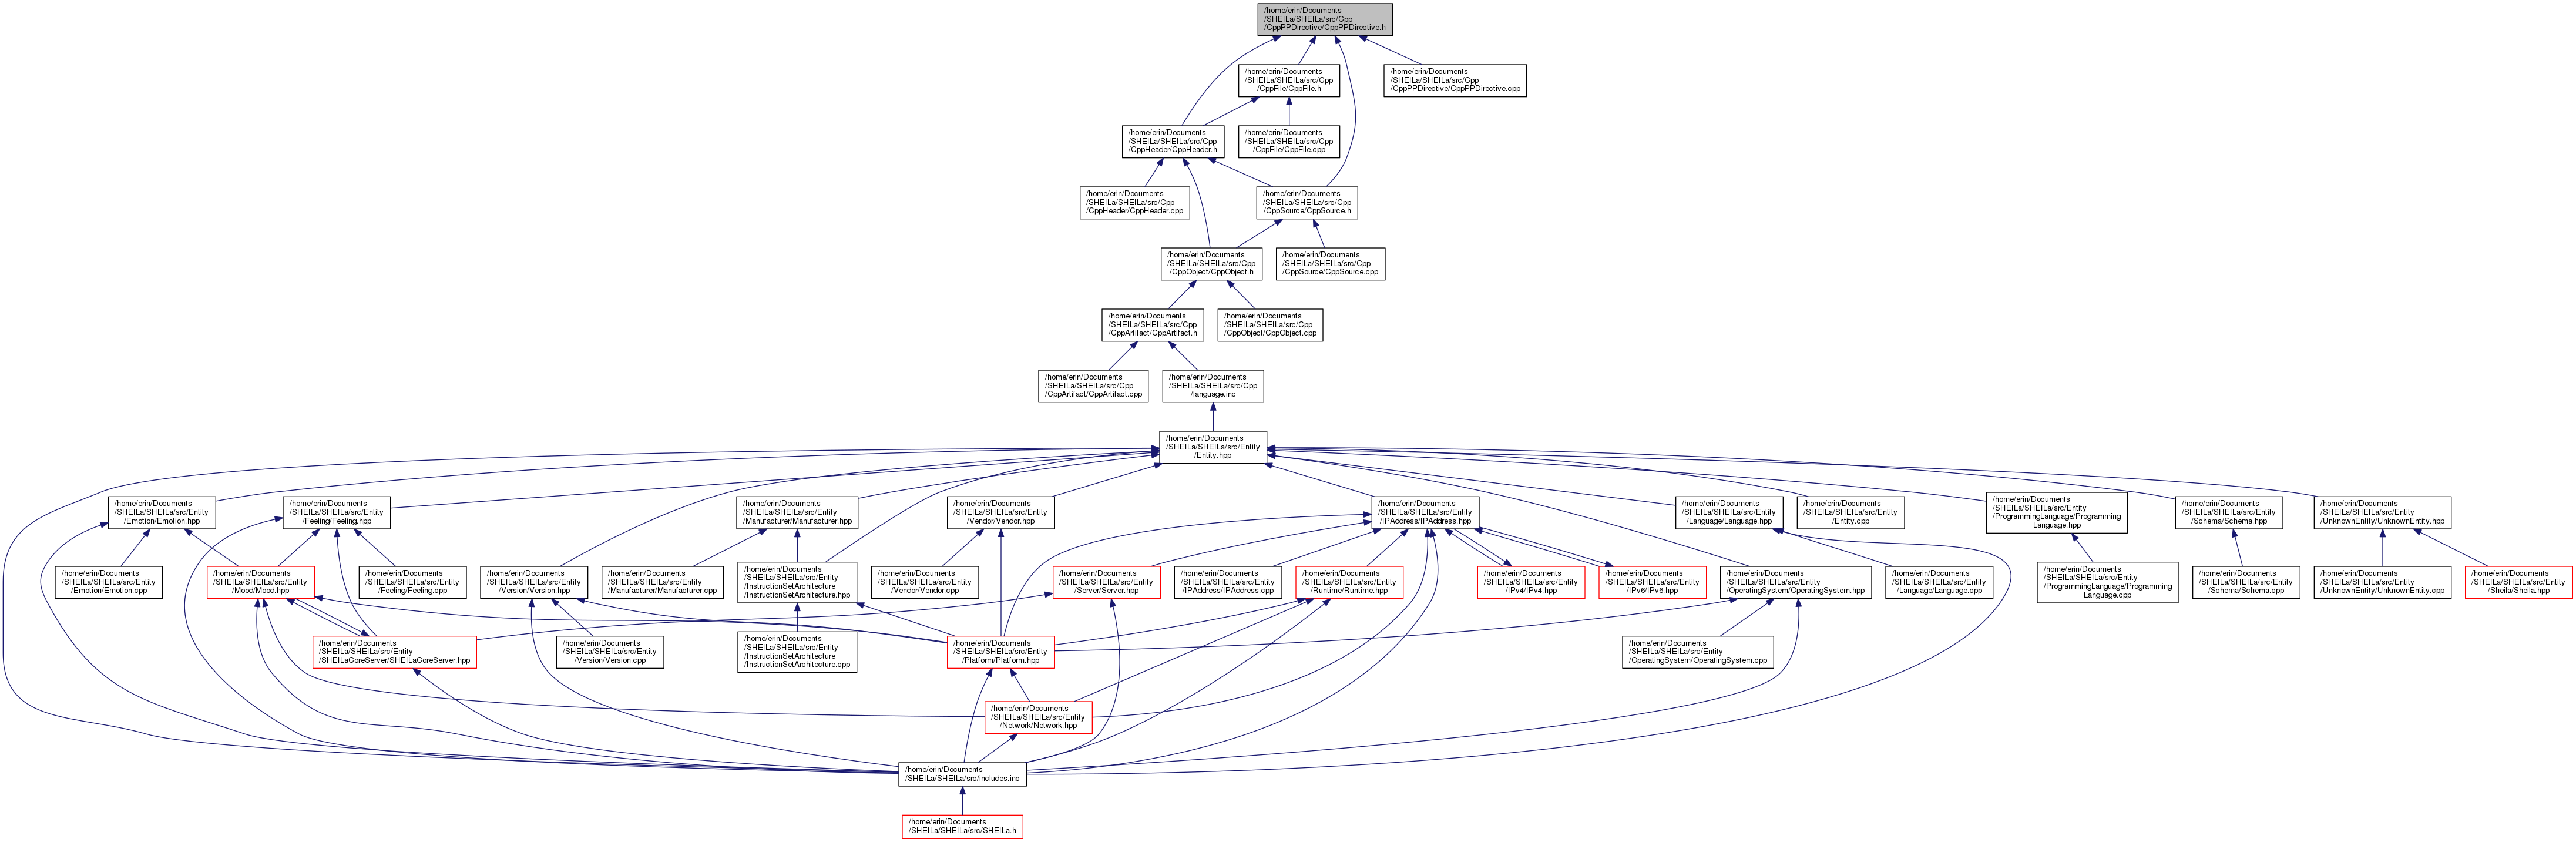 /home/erin/Documents
/SHEILa/SHEILa/src/Cpp
/CppPPDirective/CppPPDirective.h
/home/erin/Documents
/SHEILa/SHEILa/src/Cpp
/CppFile/CppFile.h
/home/erin/Documents
/SHEILa/SHEILa/src/Cpp
/CppPPDirective/CppPPDirective.cpp
/home/erin/Documents
/SHEILa/SHEILa/src/Cpp
/CppHeader/CppHeader.h
/home/erin/Documents
/SHEILa/SHEILa/src/Cpp
/CppFile/CppFile.cpp
/home/erin/Documents
/SHEILa/SHEILa/src/Cpp
/CppHeader/CppHeader.cpp
/home/erin/Documents
/SHEILa/SHEILa/src/Cpp
/CppSource/CppSource.h
/home/erin/Documents
/SHEILa/SHEILa/src/Cpp
/CppObject/CppObject.h
/home/erin/Documents
/SHEILa/SHEILa/src/Cpp
/CppSource/CppSource.cpp
/home/erin/Documents
/SHEILa/SHEILa/src/Cpp
/CppArtifact/CppArtifact.h
/home/erin/Documents
/SHEILa/SHEILa/src/Cpp
/CppObject/CppObject.cpp
/home/erin/Documents
/SHEILa/SHEILa/src/Cpp
/CppArtifact/CppArtifact.cpp
/home/erin/Documents
/SHEILa/SHEILa/src/Cpp
/language.inc
/home/erin/Documents
/SHEILa/SHEILa/src/Entity
/Entity.hpp
/home/erin/Documents
/SHEILa/SHEILa/src/Entity
/Emotion/Emotion.hpp
/home/erin/Documents
/SHEILa/SHEILa/src/Entity
/Feeling/Feeling.hpp
/home/erin/Documents
/SHEILa/SHEILa/src/Entity
/Manufacturer/Manufacturer.hpp
/home/erin/Documents
/SHEILa/SHEILa/src/Entity
/Vendor/Vendor.hpp
/home/erin/Documents
/SHEILa/SHEILa/src/Entity
/IPAddress/IPAddress.hpp
/home/erin/Documents
/SHEILa/SHEILa/src/Entity
/Language/Language.hpp
/home/erin/Documents
/SHEILa/SHEILa/src/Entity
/Entity.cpp
/home/erin/Documents
/SHEILa/SHEILa/src/Entity
/ProgrammingLanguage/Programming
Language.hpp
/home/erin/Documents
/SHEILa/SHEILa/src/Entity
/Schema/Schema.hpp
/home/erin/Documents
/SHEILa/SHEILa/src/Entity
/UnknownEntity/UnknownEntity.hpp
/home/erin/Documents
/SHEILa/SHEILa/src/Entity
/Emotion/Emotion.cpp
/home/erin/Documents
/SHEILa/SHEILa/src/Entity
/Mood/Mood.hpp
/home/erin/Documents
/SHEILa/SHEILa/src/Entity
/Feeling/Feeling.cpp
/home/erin/Documents
/SHEILa/SHEILa/src/Entity
/Version/Version.hpp
/home/erin/Documents
/SHEILa/SHEILa/src/Entity
/Manufacturer/Manufacturer.cpp
/home/erin/Documents
/SHEILa/SHEILa/src/Entity
/InstructionSetArchitecture
/InstructionSetArchitecture.hpp
/home/erin/Documents
/SHEILa/SHEILa/src/Entity
/Vendor/Vendor.cpp
/home/erin/Documents
/SHEILa/SHEILa/src/Entity
/Server/Server.hpp
/home/erin/Documents
/SHEILa/SHEILa/src/Entity
/IPAddress/IPAddress.cpp
/home/erin/Documents
/SHEILa/SHEILa/src/Entity
/Runtime/Runtime.hpp
/home/erin/Documents
/SHEILa/SHEILa/src/Entity
/IPv4/IPv4.hpp
/home/erin/Documents
/SHEILa/SHEILa/src/Entity
/IPv6/IPv6.hpp
/home/erin/Documents
/SHEILa/SHEILa/src/Entity
/OperatingSystem/OperatingSystem.hpp
/home/erin/Documents
/SHEILa/SHEILa/src/Entity
/Language/Language.cpp
/home/erin/Documents
/SHEILa/SHEILa/src/Entity
/ProgrammingLanguage/Programming
Language.cpp
/home/erin/Documents
/SHEILa/SHEILa/src/Entity
/Schema/Schema.cpp
/home/erin/Documents
/SHEILa/SHEILa/src/Entity
/UnknownEntity/UnknownEntity.cpp
/home/erin/Documents
/SHEILa/SHEILa/src/Entity
/Sheila/Sheila.hpp
/home/erin/Documents
/SHEILa/SHEILa/src/Entity
/SHEILaCoreServer/SHEILaCoreServer.hpp
/home/erin/Documents
/SHEILa/SHEILa/src/Entity
/Version/Version.cpp
/home/erin/Documents
/SHEILa/SHEILa/src/Entity
/InstructionSetArchitecture
/InstructionSetArchitecture.cpp
/home/erin/Documents
/SHEILa/SHEILa/src/Entity
/Platform/Platform.hpp
/home/erin/Documents
/SHEILa/SHEILa/src/Entity
/OperatingSystem/OperatingSystem.cpp
/home/erin/Documents
/SHEILa/SHEILa/src/Entity
/Network/Network.hpp
/home/erin/Documents
/SHEILa/SHEILa/src/includes.inc
/home/erin/Documents
/SHEILa/SHEILa/src/SHEILa.h